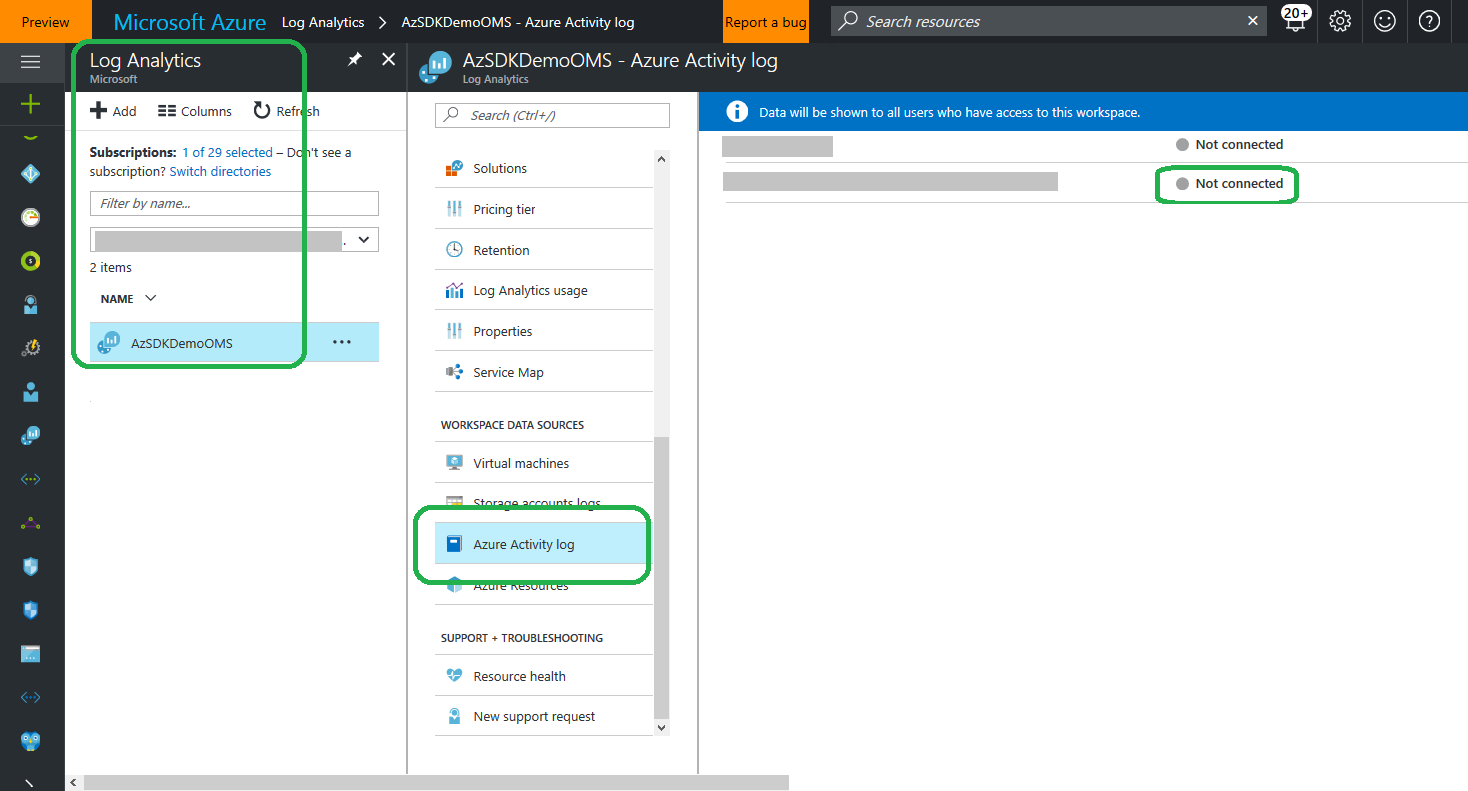 Preview
Microsoft Azure
Log Analytics > AzSDKDemoOMS - Azure Activity log
Report a bug
Search resources
20+
Log Analytics
Microsoft
Add
Columns
Refresh
Subscriptions: 1 of 29 selected – Don't see a
subscription? Switch directories
Filter by name...
.
2 items
NAME
AzSDKDemoOMS
AzSDKDemoOMS - Azure Activity log
Log Analytics
Search (Ctrl+/)
Solutions
Pricing tier
Retention
Log Analytics usage
Properties
Service Map
WORKSPACE DATA SOURCES
Virtual machines
Storage accounts logs
Azure Activity log
Azure Resources
SUPPORT + TROUBLESHOOTING
Resource health
New support request
Data will be shown to all users who have access to this workspace.
Not connected
Not connected